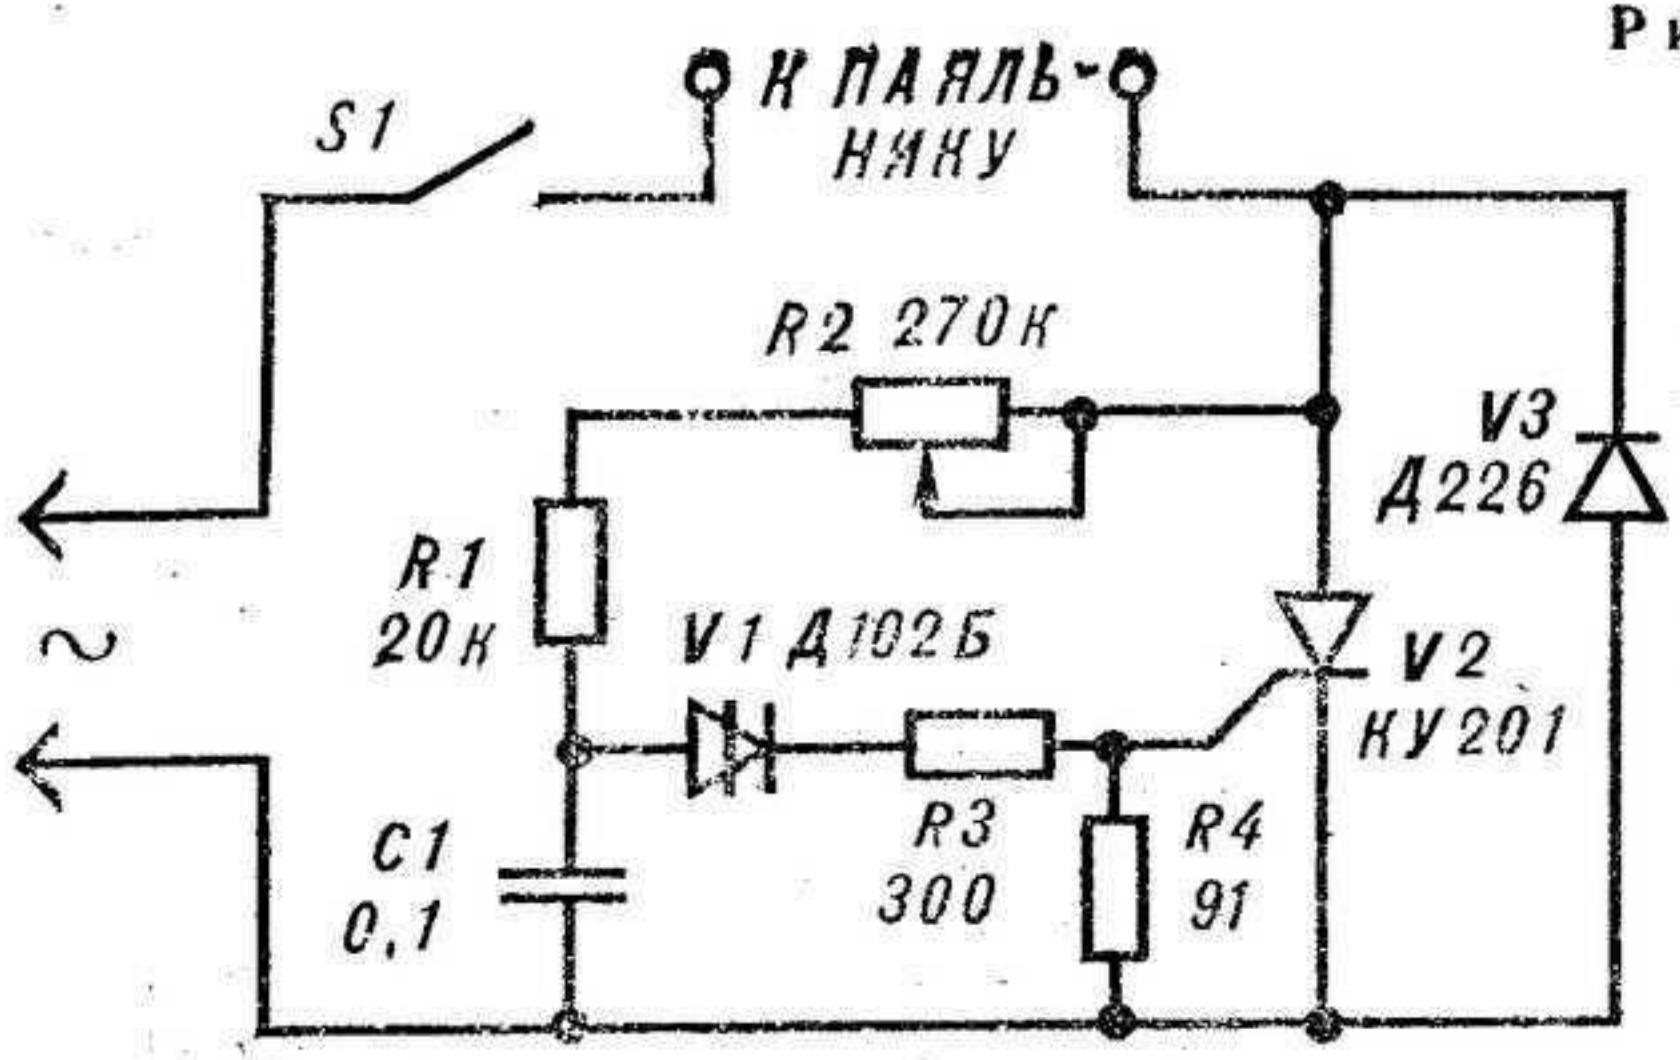 Р
S1
К ПАЯЛЬ-
НИКУ
R2 270к
V3
Д226
R1
20к
V1 Д102Б
V2
КУ201
C1
0,1
R3
300
R4
91
~